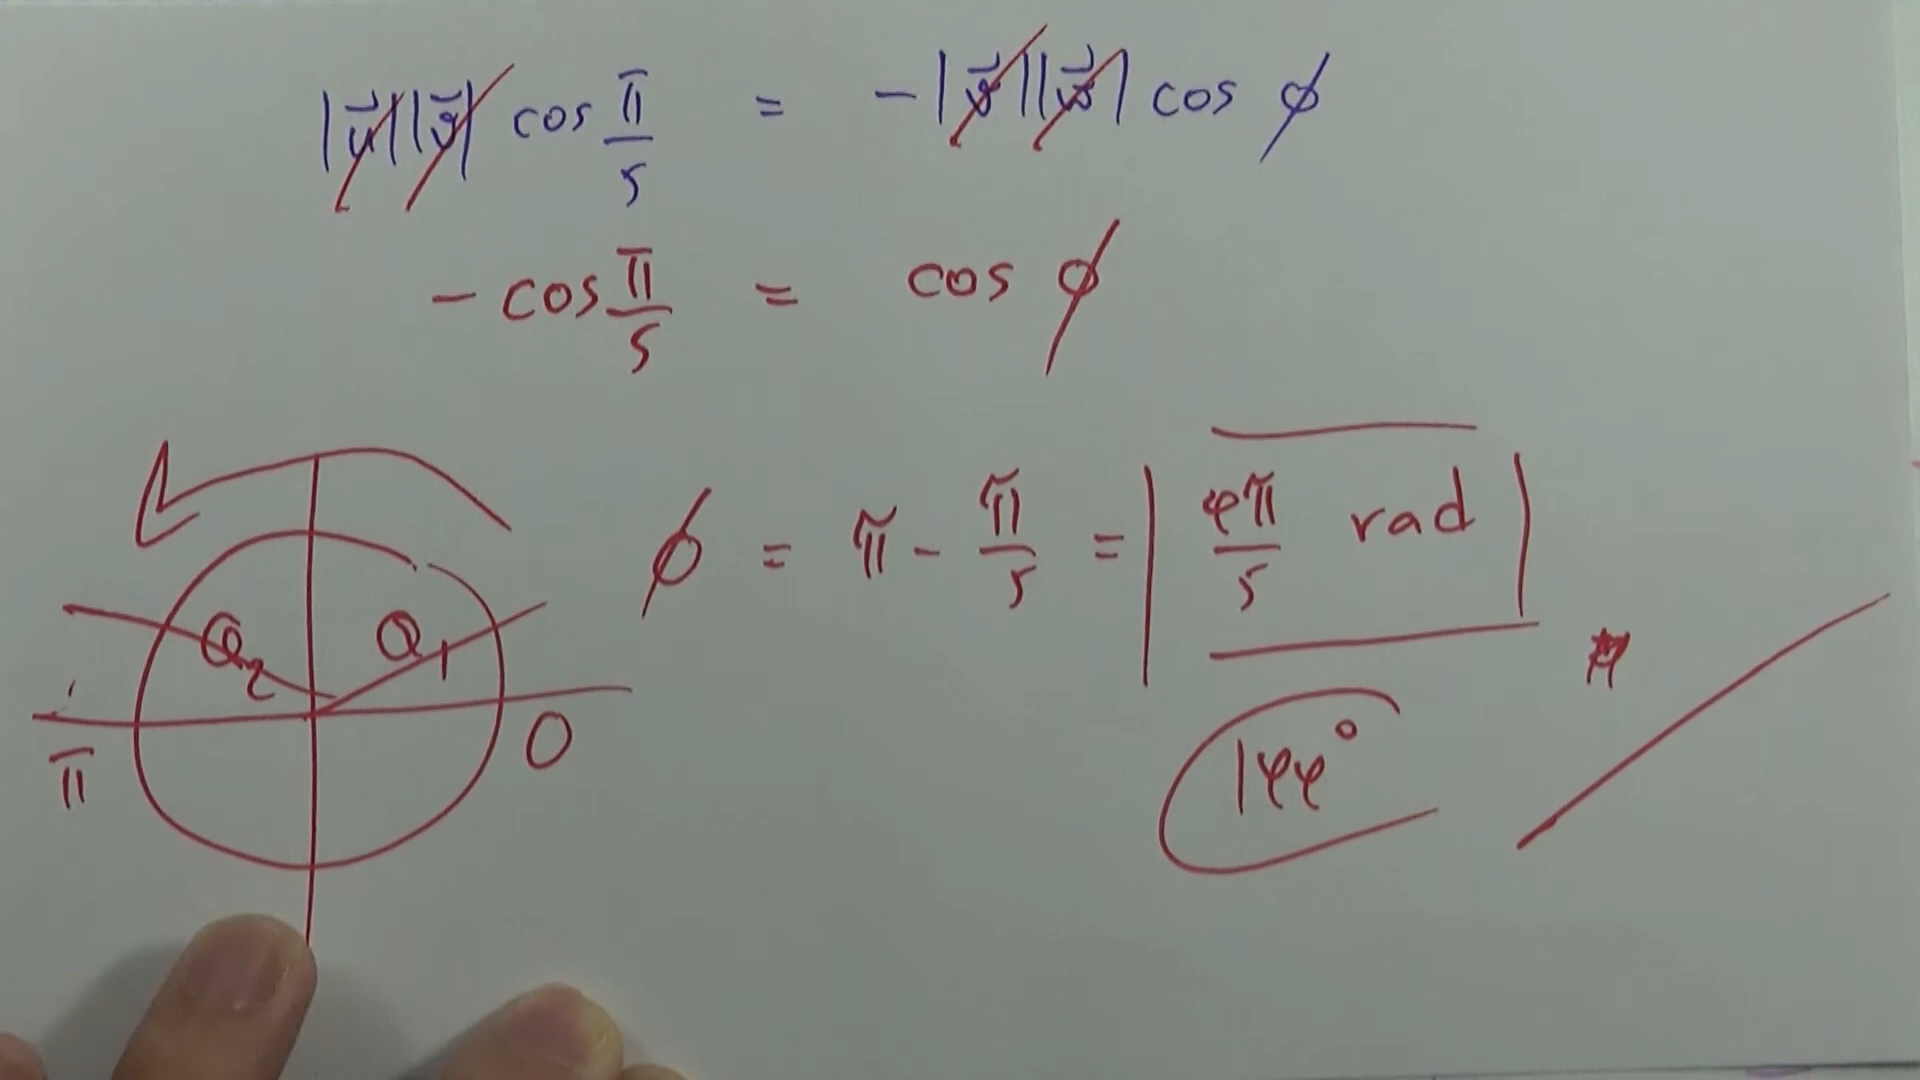 |u⃗||v⃗| cos π/5 = -|v⃗||w⃗| cos ϕ
- cos π/5 = cos ϕ
ϕ = π - π/5 = 4π/5 rad
Q₂ Q₁
π 0
144°